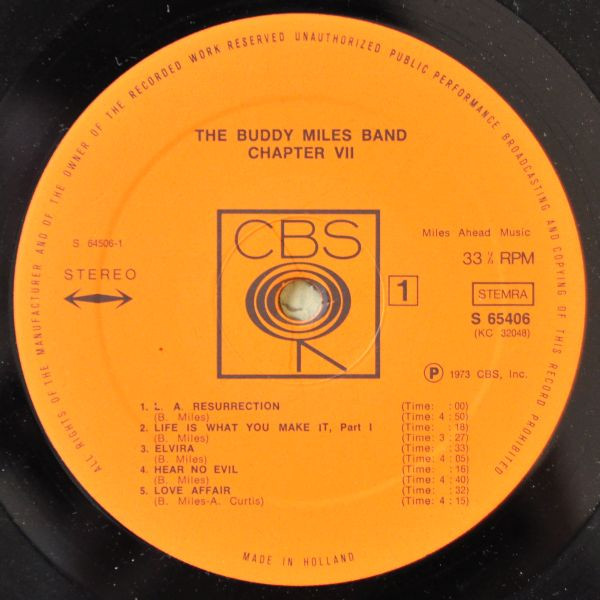 ALL RIGHTS OF THE MANUFACTURER AND OF THE OWNER OF THE RECORDED WORK RESERVED UNAUTHORIZED PUBLIC PERFORMANCE BROADCASTING AND COPYING OF THIS RECORD PROHIBITED
THE BUDDY MILES BAND
CHAPTER VII
S 64506-1
STEREO
CBS
Miles Ahead Music
33⅓ RPM
1
STEMRA
S 65406
(KC 32048)
Ⓟ 1973 CBS, Inc.
1. L. A. RESURRECTION (Time: :00)
(B. Miles) (Time: 4 : 50)
2. LIFE IS WHAT YOU MAKE IT, Part I (Time: : 18)
(B. Miles) (Time: 3 : 27)
3. ELVIRA (Time: : 33)
(B. Miles) (Time: 4 : 05)
4. HEAR NO EVIL (Time: : 16)
(B. Miles) (Time: 4 : 40)
5. LOVE AFFAIR (Time: : 32)
(B. Miles-A. Curtis) (Time: 4 : 15)
MADE IN HOLLAND